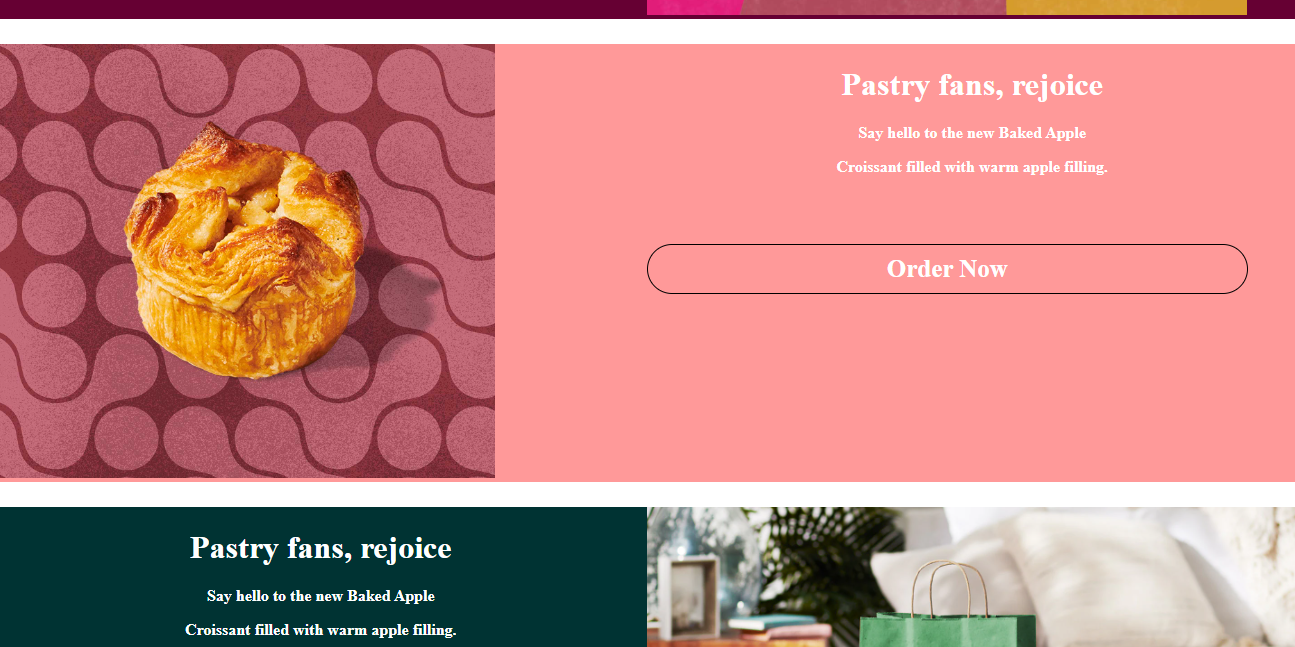 Pastry fans, rejoice
Say hello to the new Baked Apple
Croissant filled with warm apple filling.
Order Now
Pastry fans, rejoice
Say hello to the new Baked Apple
Croissant filled with warm apple filling.